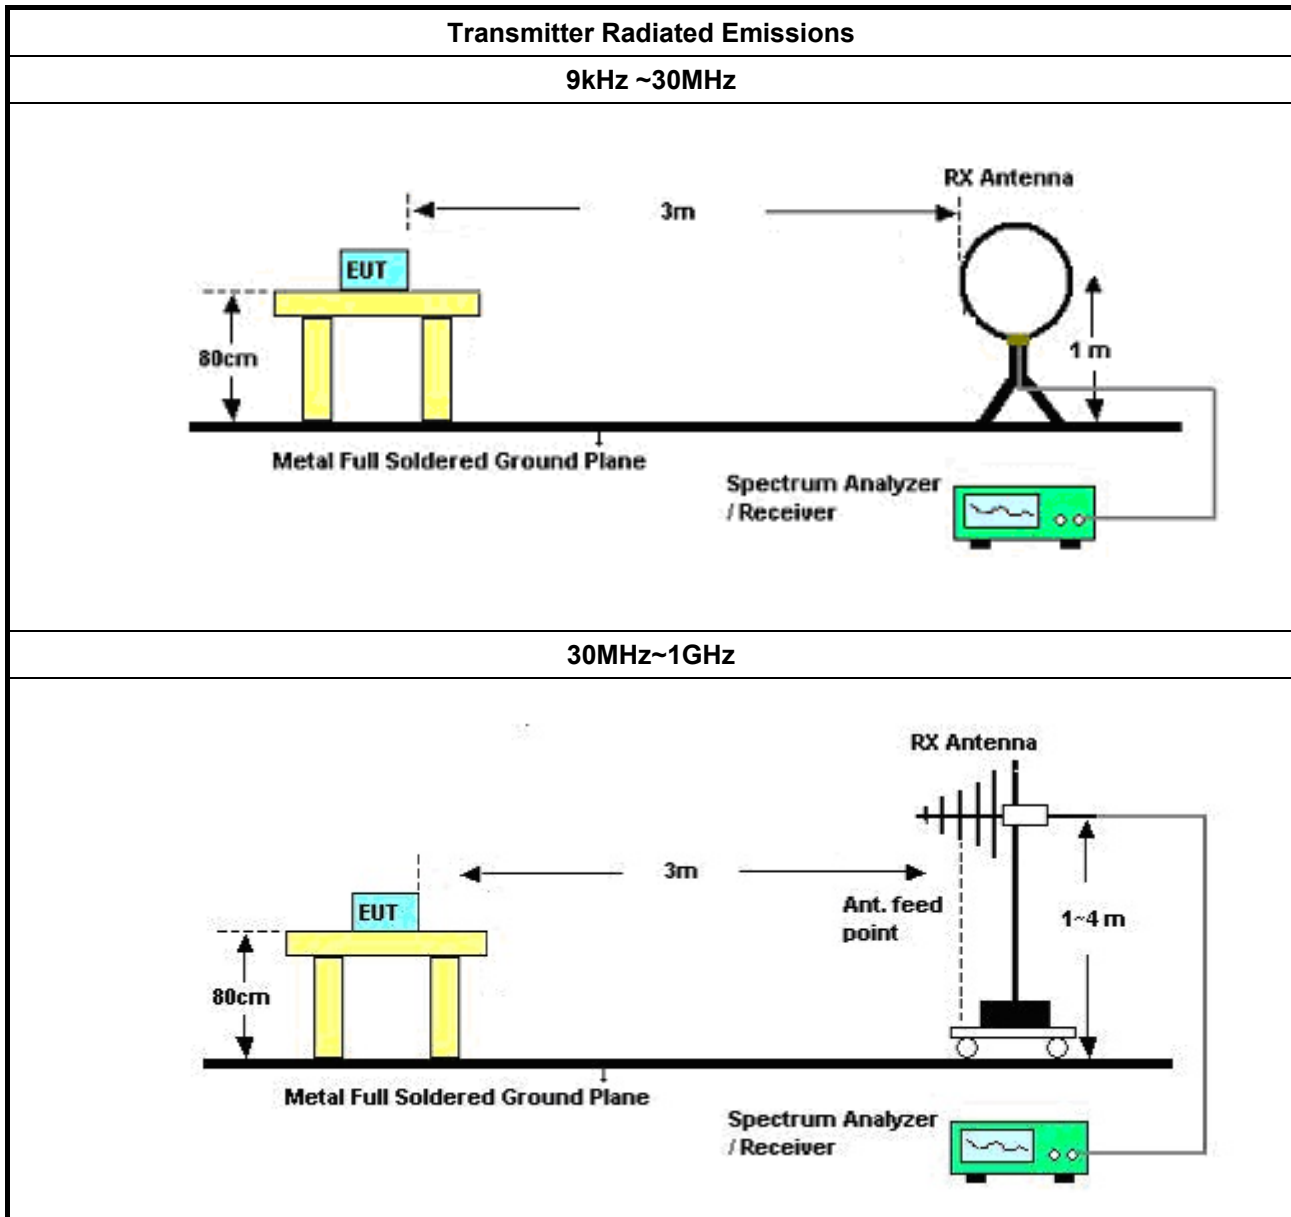 Transmitter Radiated Emissions
9kHz ~30MHz
RX Antenna
3m
EUT
80cm
1 m
Metal Full Soldered Ground Plane
Spectrum Analyzer
/ Receiver
30MHz~1GHz
RX Antenna
3m
EUT
Ant. feed
point
1~4 m
80cm
Metal Full Soldered Ground Plane
Spectrum Analyzer
/ Receiver